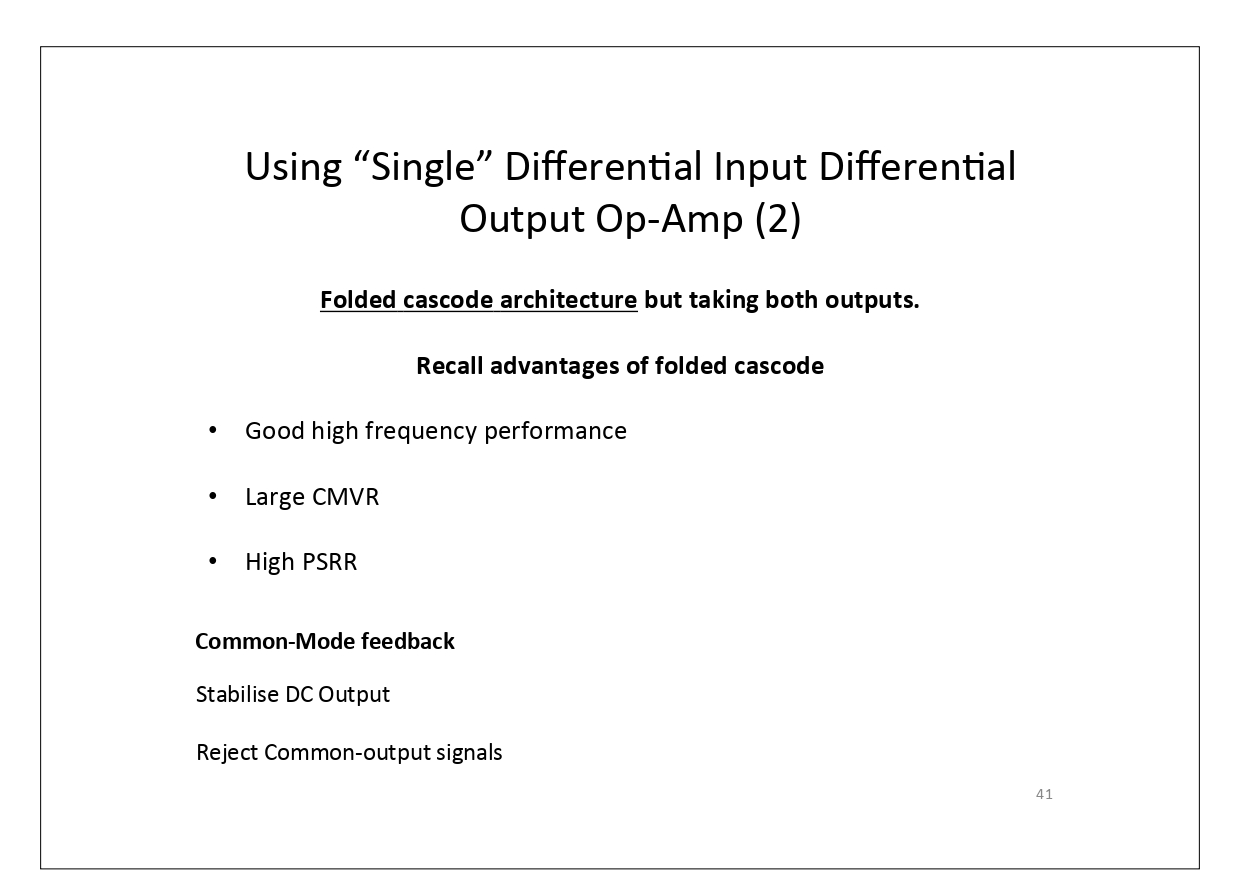 Using “Single” Differential Input Differential
Output Op-Amp (2)
Folded cascode architecture but taking both outputs.
Recall advantages of folded cascode
• Good high frequency performance
• Large CMVR
• High PSRR
Common-Mode feedback
Stabilise DC Output
Reject Common-output signals
41